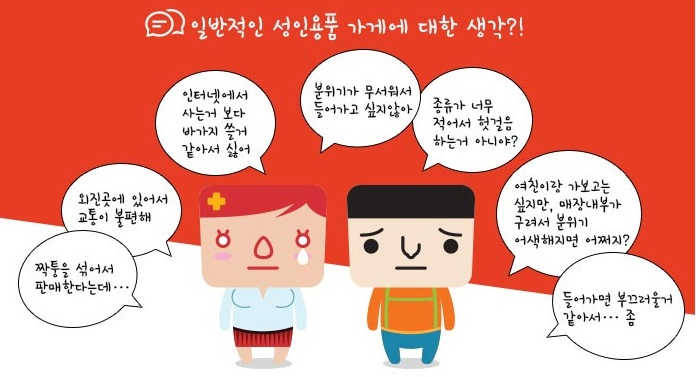 일반적인 성인용품 가게에 대한 생각?!
인터넷에서
사는거 보다
바가지 쓸거
같아서 싫어
분위기가 무서워서
들어가고 싶지않아
종류가 너무
적어서 헛걸음
하는거 아니야?
외진곳에 있어서
교통이 불편해
여친이랑 가보고는
싶지만, 매장내부가
구려서 분위기
어색해지면 어쩌지?
짝퉁을 섞어서
판매한다는데...
들어가면 부끄러울거
같아서... 좀